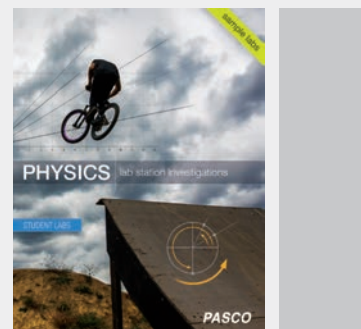 sample labs
PHYSICS lab station investigations
STUDENT LABS
PASCO